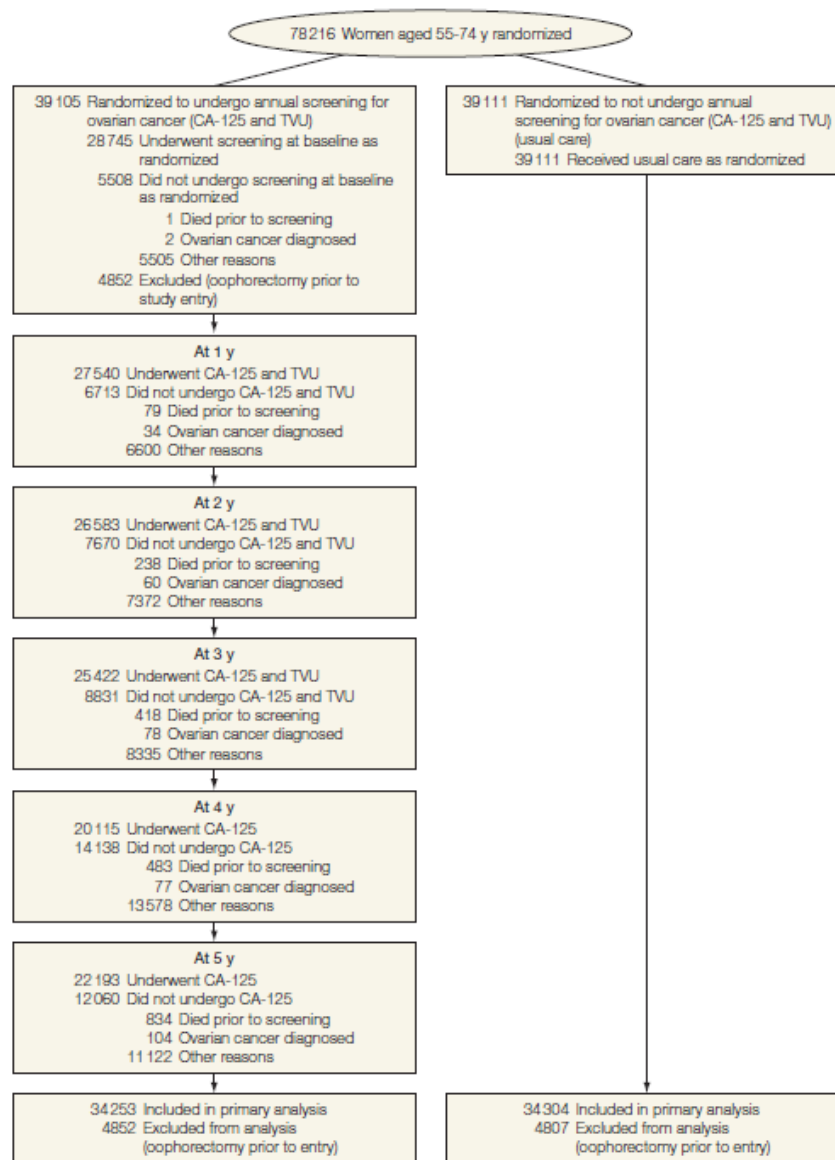 78216 Women aged 55-74 y randomized
39105 Randomized to undergo annual screening for
ovarian cancer (CA-125 and TVU)
28745 Underwent screening at baseline as
randomized
5508 Did not undergo screening at baseline
as randomized
1 Died prior to screening
2 Ovarian cancer diagnosed
5505 Other reasons
4852 Excluded (oophorectomy prior to
study entry)
39111 Randomized to not undergo annual
screening for ovarian cancer (CA-125 and TVU)
(usual care)
39111 Received usual care as randomized
At 1 y
27540 Underwent CA-125 and TVU
6713 Did not undergo CA-125 and TVU
79 Died prior to screening
34 Ovarian cancer diagnosed
6600 Other reasons
At 2 y
26583 Underwent CA-125 and TVU
7670 Did not undergo CA-125 and TVU
238 Died prior to screening
60 Ovarian cancer diagnosed
7372 Other reasons
At 3 y
25422 Underwent CA-125 and TVU
8831 Did not undergo CA-125 and TVU
418 Died prior to screening
78 Ovarian cancer diagnosed
8335 Other reasons
At 4 y
20115 Underwent CA-125
14138 Did not undergo CA-125
483 Died prior to screening
77 Ovarian cancer diagnosed
13578 Other reasons
At 5 y
22193 Underwent CA-125
12060 Did not undergo CA-125
834 Died prior to screening
104 Ovarian cancer diagnosed
11122 Other reasons
34253 Included in primary analysis
4852 Excluded from analysis
(oophorectomy prior to entry)
34304 Included in primary analysis
4807 Excluded from analysis
(oophorectomy prior to entry)